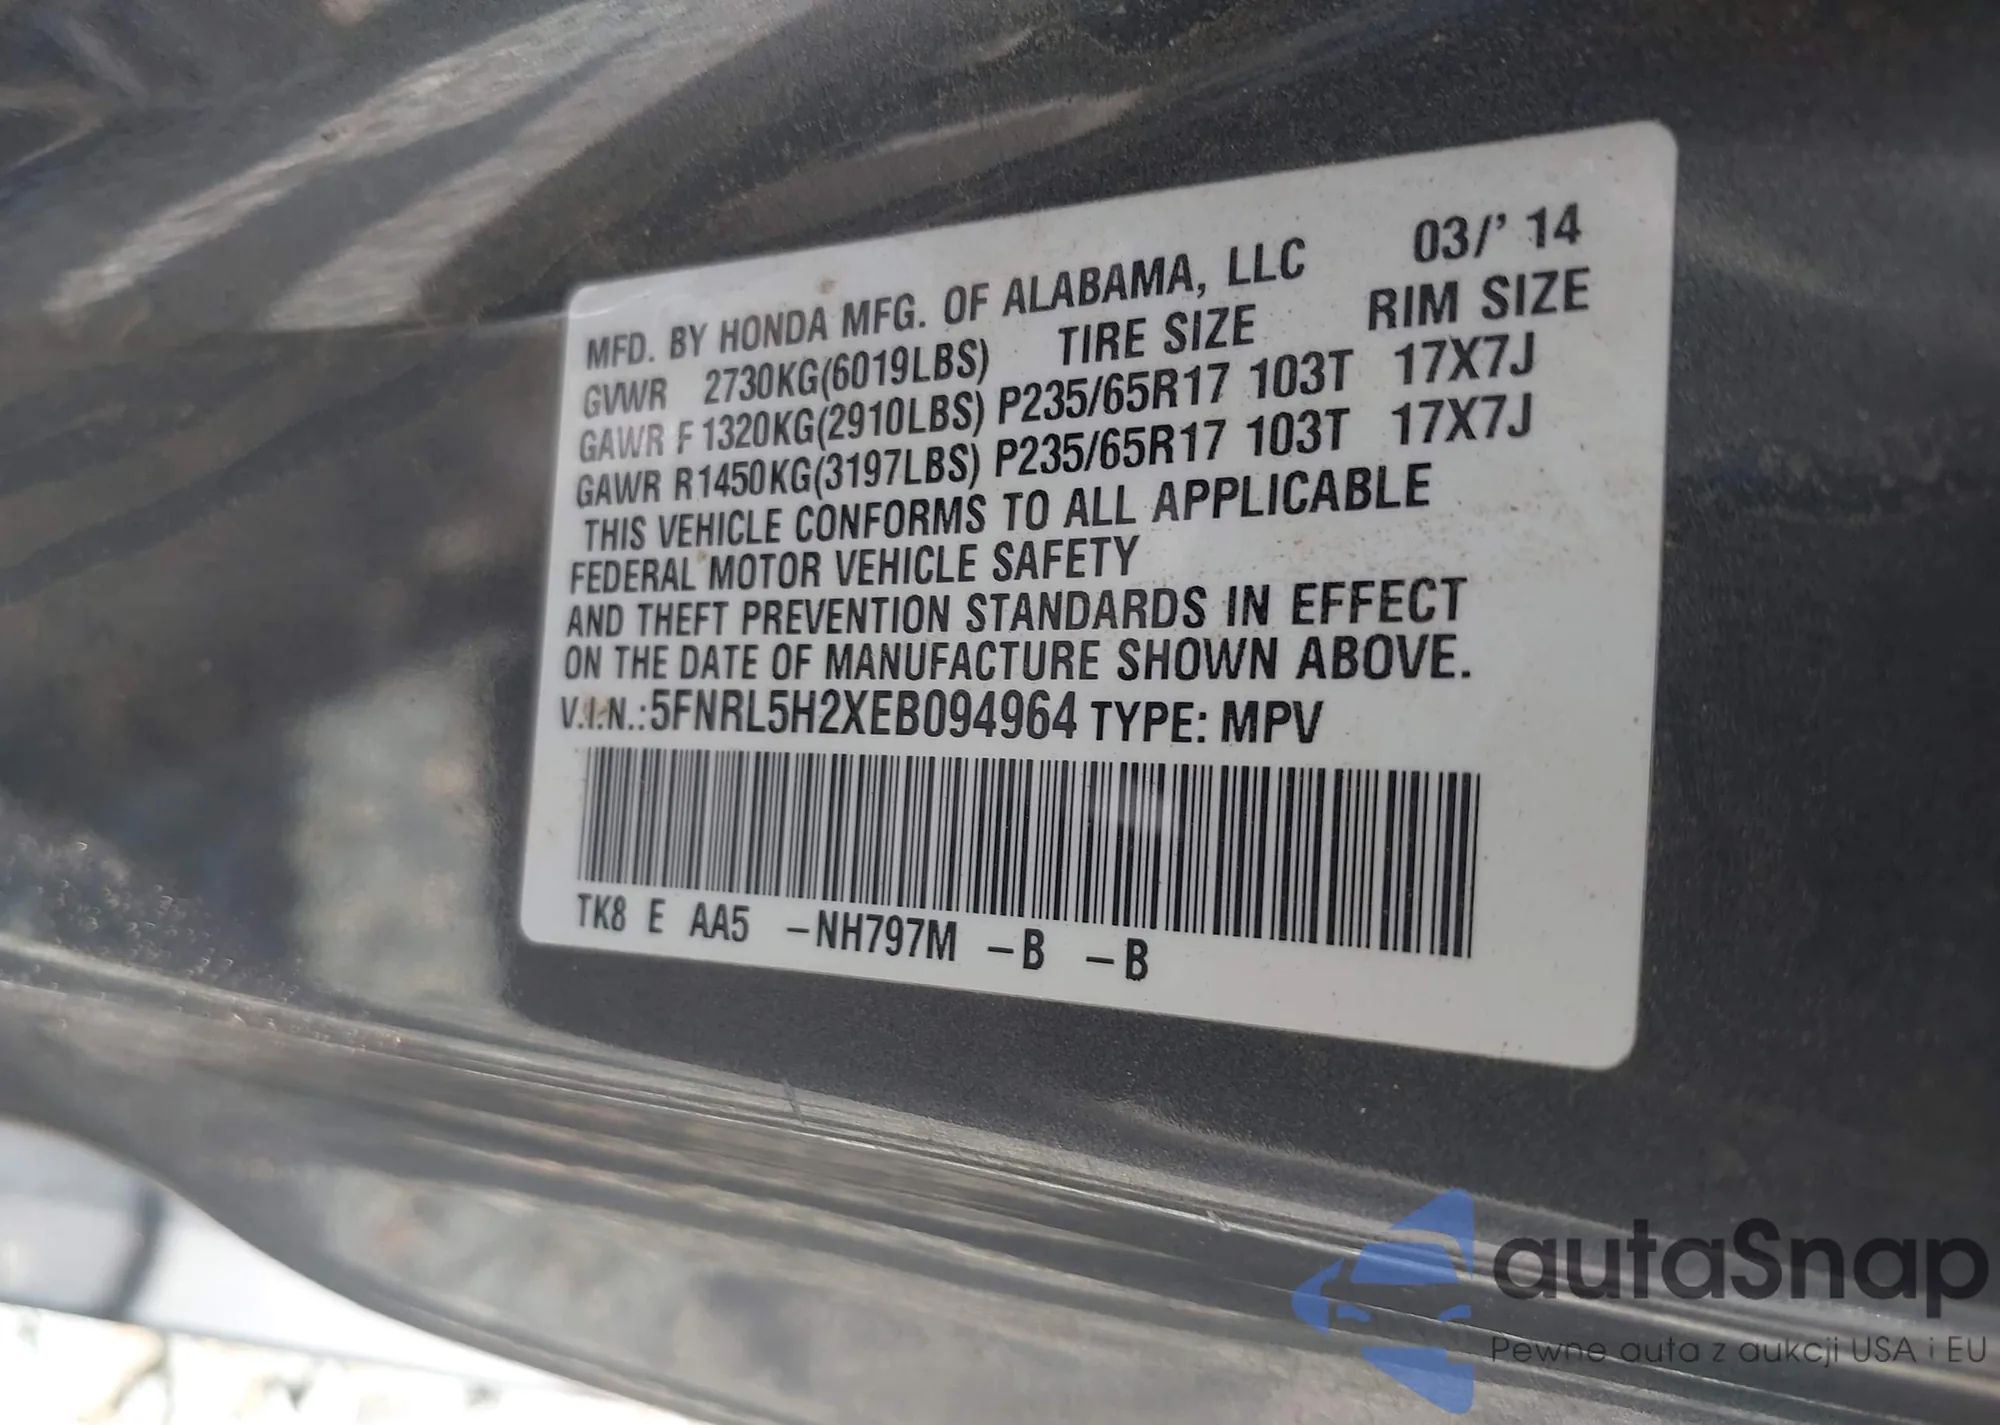 MFD. BY HONDA MFG. OF ALABAMA, LLC 03/' 14
GVWR 2730KG(6019LBS) TIRE SIZE RIM SIZE
GAWR F 1320KG(2910LBS) P235/65R17 103T 17X7J
GAWR R1450KG(3197LBS) P235/65R17 103T 17X7J
THIS VEHICLE CONFORMS TO ALL APPLICABLE
FEDERAL MOTOR VEHICLE SAFETY
AND THEFT PREVENTION STANDARDS IN EFFECT
ON THE DATE OF MANUFACTURE SHOWN ABOVE.
V.I.N.:5FNRL5H2XEB094964 TYPE: MPV
TK8 E AA5 –NH797M –B –B
autaSnap
Pewne auta z aukcji USA i EU